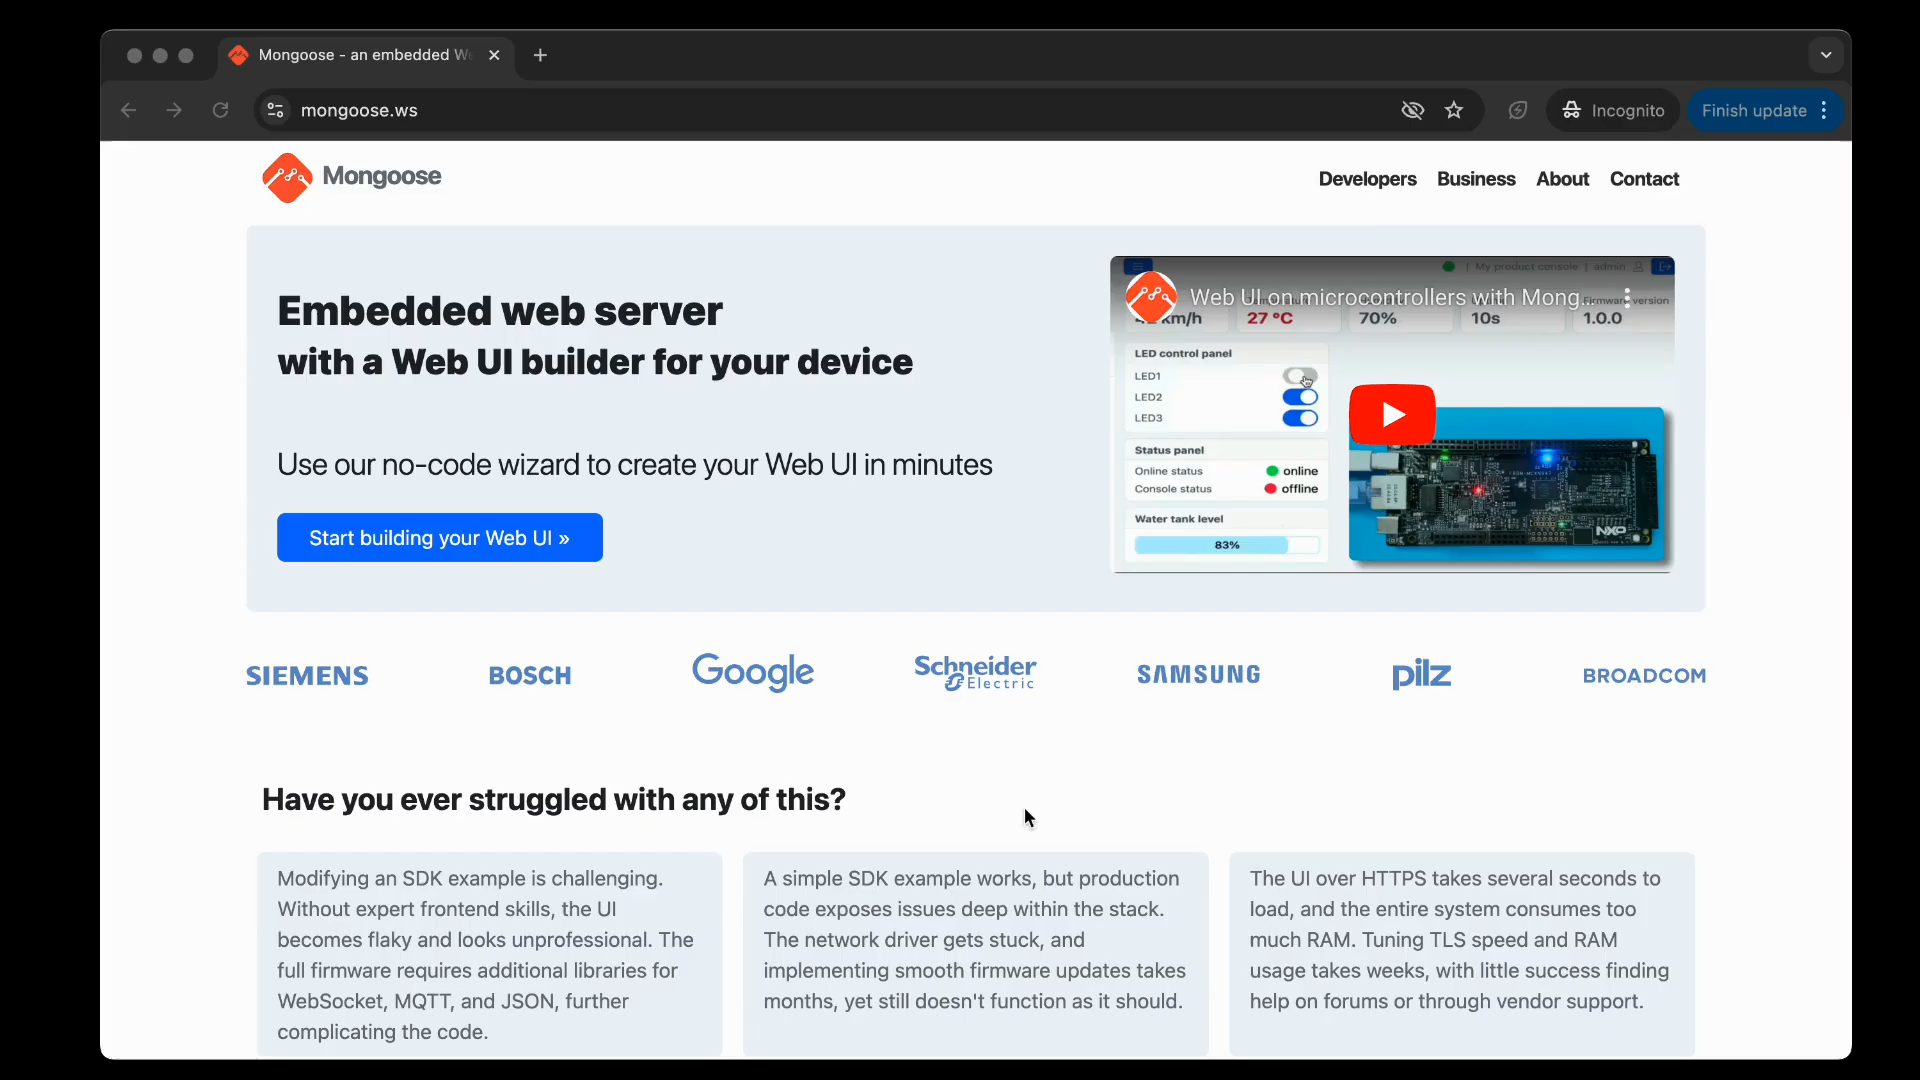 Mongoose - an embedded We
mongoose.ws
Incognito
Finish update
Mongoose
Developers
Business
About
Contact
Embedded web server
with a Web UI builder for your device
Use our no-code wizard to create your Web UI in minutes
Start building your Web UI »
My product console | admin
Web UI on microcontrollers with Mong...
Firmware version
km/h
27 °C
70%
10s
1.0.0
LED control panel
LED1
LED2
LED3
Status panel
Online status
online
Console status
offline
Water tank level
83%
NXP
SIEMENS
BOSCH
Google
Schneider
Electric
SAMSUNG
pilz
BROADCOM
Have you ever struggled with any of this?
Modifying an SDK example is challenging.
Without expert frontend skills, the UI
becomes flaky and looks unprofessional. The
full firmware requires additional libraries for
WebSocket, MQTT, and JSON, further
complicating the code.
A simple SDK example works, but production
code exposes issues deep within the stack.
The network driver gets stuck, and
implementing smooth firmware updates takes
months, yet still doesn't function as it should.
The UI over HTTPS takes several seconds to
load, and the entire system consumes too
much RAM. Tuning TLS speed and RAM
usage takes weeks, with little success finding
help on forums or through vendor support.